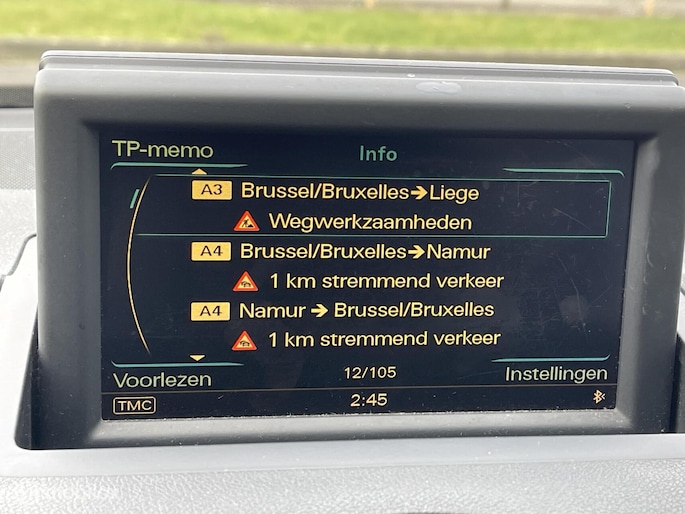 TP-memo
Info
A3 Brussel/Bruxelles➔Liege
Wegwerkzaamheden
A4 Brussel/Bruxelles➔Namur
1 km stremmend verkeer
A4 Namur ➔ Brussel/Bruxelles
1 km stremmend verkeer
Voorlezen
12/105
Instellingen
TMC
2:45